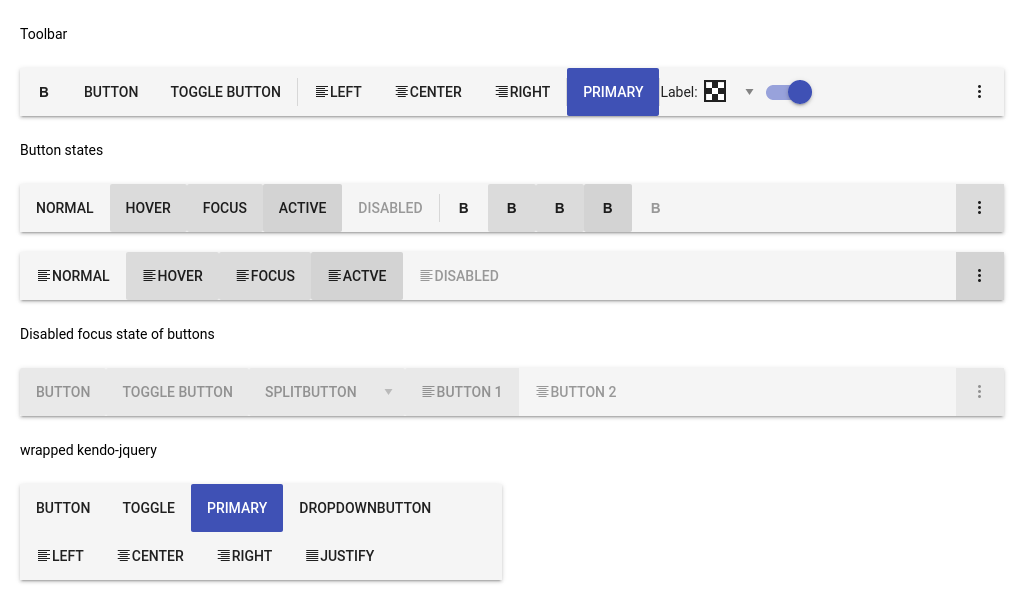 Toolbar
B BUTTON TOGGLE BUTTON LEFT CENTER RIGHT PRIMARY Label:
Button states
NORMAL HOVER FOCUS ACTIVE DISABLED B B B B B
NORMAL HOVER FOCUS ACTVE DISABLED
Disabled focus state of buttons
BUTTON TOGGLE BUTTON SPLITBUTTON BUTTON 1 BUTTON 2
wrapped kendo-jquery
BUTTON TOGGLE PRIMARY DROPDOWNBUTTON
LEFT CENTER RIGHT JUSTIFY